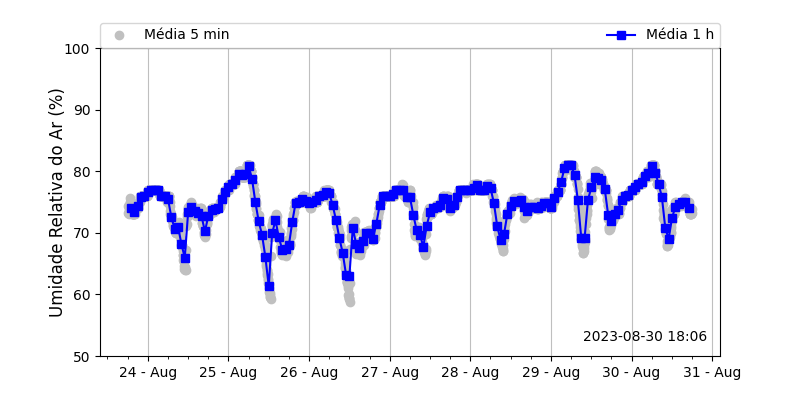 Média 5 min
Média 1 h
100
90
80
70
60
50
Umidade Relativa do Ar (%)
2023-08-30 18:06
24 - Aug
25 - Aug
26 - Aug
27 - Aug
28 - Aug
29 - Aug
30 - Aug
31 - Aug